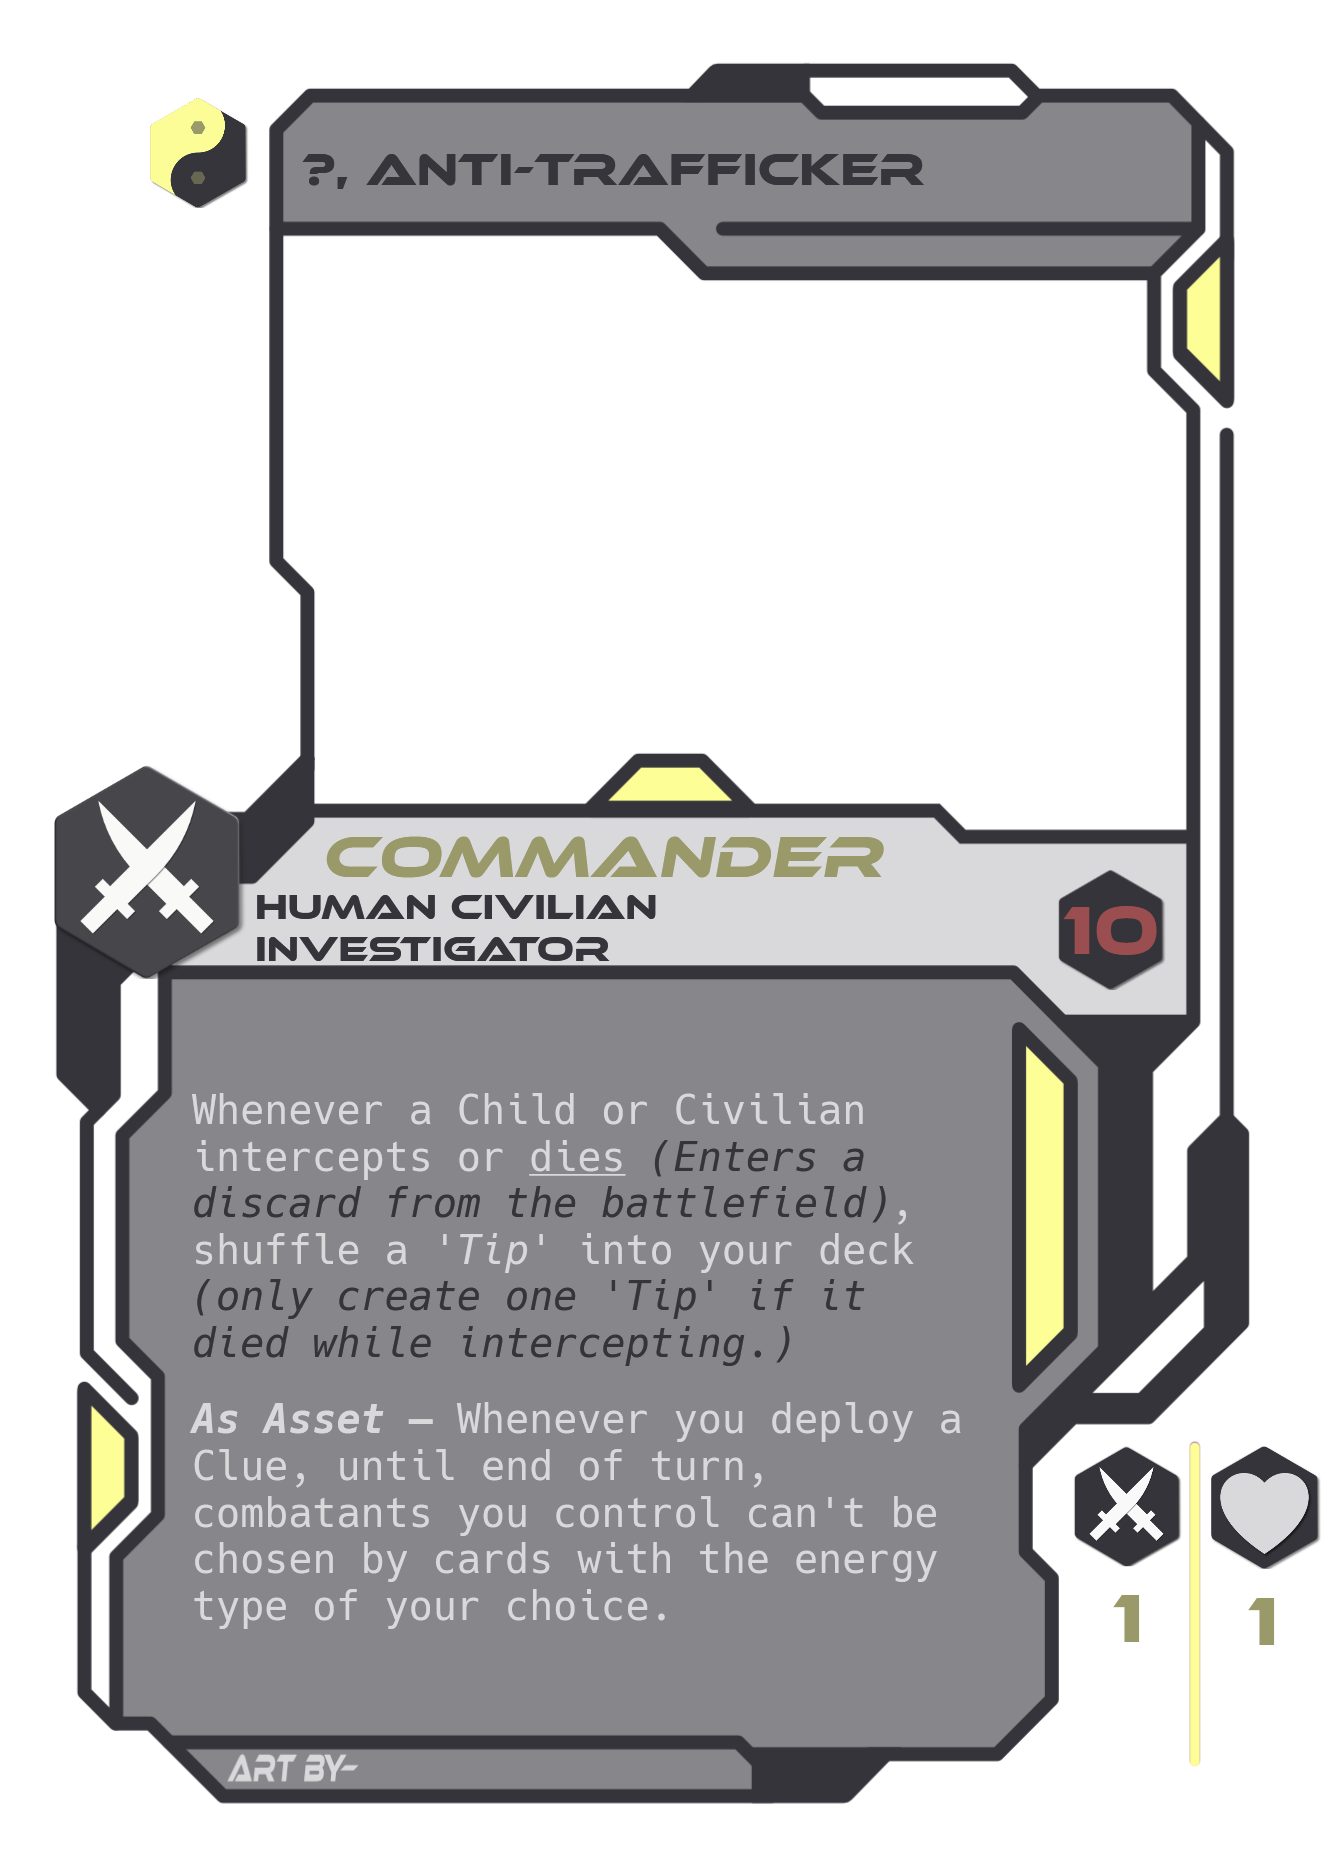 ?, ANTI-TRAFFICKER
COMMANDER
HUMAN CIVILIAN
INVESTIGATOR
10
Whenever a Child or Civilian
intercepts or dies (Enters a
discard from the battlefield),
shuffle a 'Tip' into your deck
(only create one 'Tip' if it
died while intercepting.)
As Asset — Whenever you deploy a
Clue, until end of turn,
combatants you control can't be
chosen by cards with the energy
type of your choice.
1
1
ART BY-